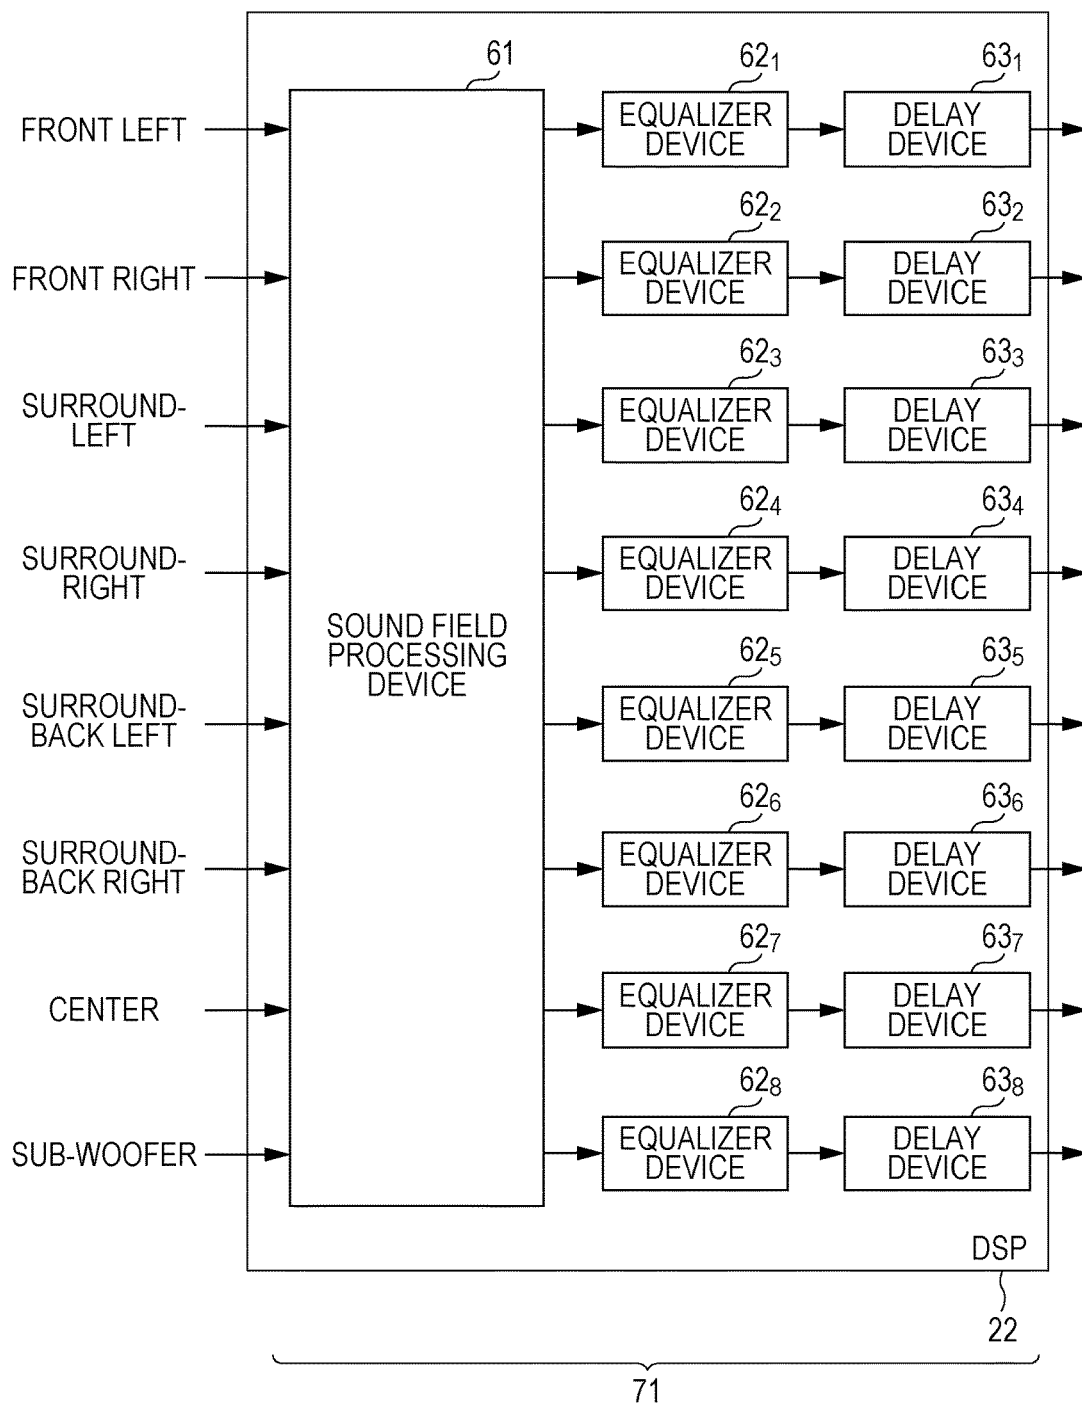 61
62₁
63₁
FRONT LEFT
EQUALIZER
DEVICE
DELAY
DEVICE
62₂
63₂
FRONT RIGHT
EQUALIZER
DEVICE
DELAY
DEVICE
62₃
63₃
SURROUND-
LEFT
EQUALIZER
DEVICE
DELAY
DEVICE
62₄
63₄
SURROUND-
RIGHT
EQUALIZER
DEVICE
DELAY
DEVICE
SOUND FIELD
PROCESSING
DEVICE
62₅
63₅
SURROUND-
BACK LEFT
EQUALIZER
DEVICE
DELAY
DEVICE
62₆
63₆
SURROUND-
BACK RIGHT
EQUALIZER
DEVICE
DELAY
DEVICE
62₇
63₇
CENTER
EQUALIZER
DEVICE
DELAY
DEVICE
62₈
63₈
SUB-WOOFER
EQUALIZER
DEVICE
DELAY
DEVICE
DSP
22
71